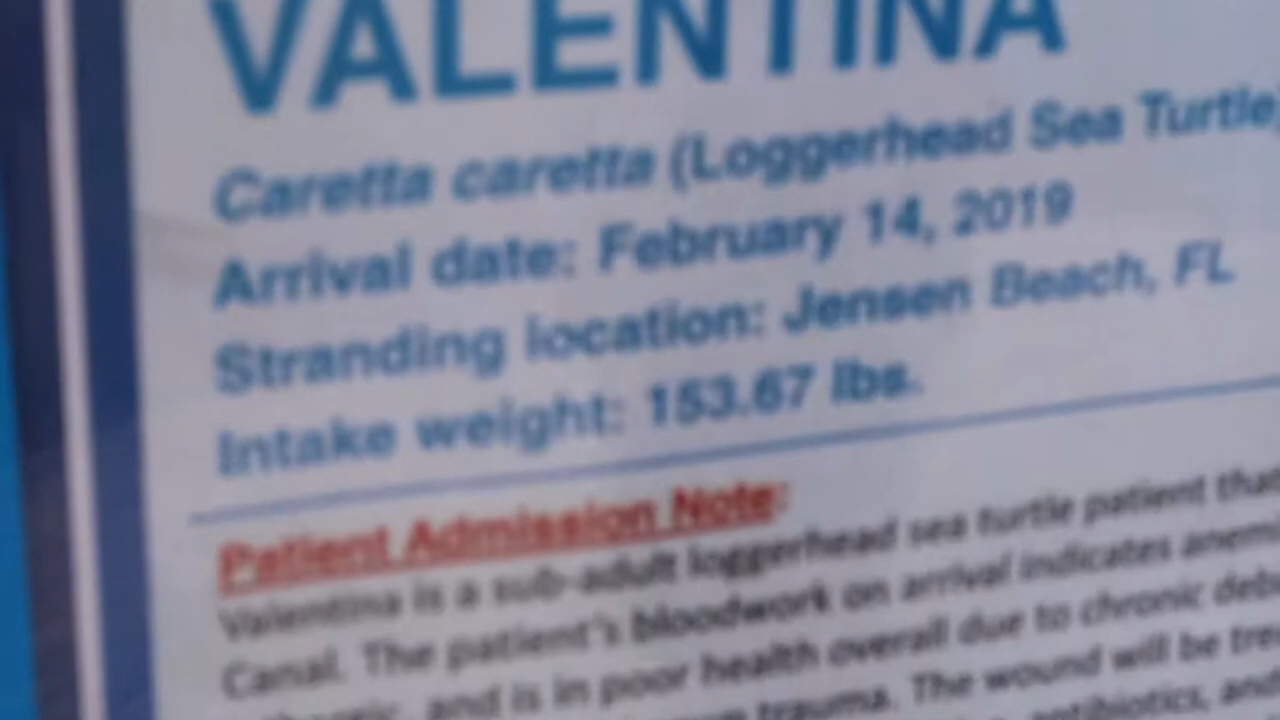 VALENTINA
Caretta caretta (Loggerhead Sea Turtle)
Arrival date: February 14, 2019
Stranding location: Jensen Beach, FL
Intake weight: 153.67 lbs.
Patient Admission Note:
Valentina is a sub-adult loggerhead sea turtle patient that
Canal. The patient's bloodwork on arrival indicates anemi
and is in poor health overall due to chronic deb
trauma. The wound will be tre
antibiotics, and